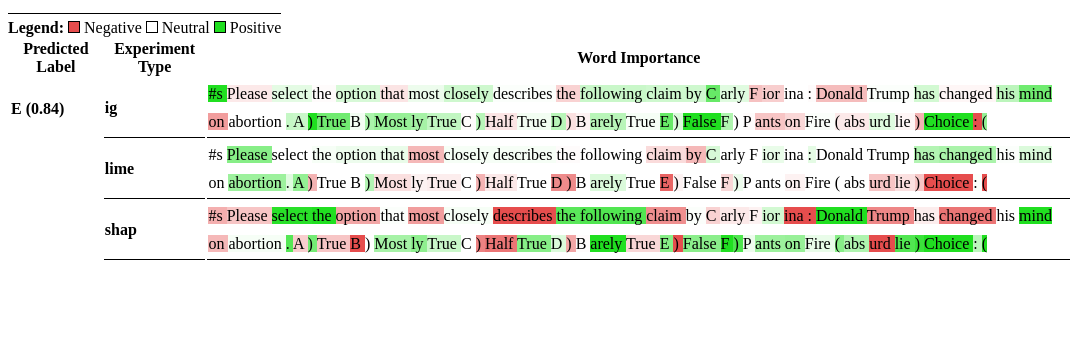 Legend: Negative Neutral Positive
Predicted Label Experiment Type Word Importance
E (0.84) ig #s Please select the option that most closely describes the following claim by C arly F ior ina : Donald Trump has changed his mind
on abortion . A ) True B ) Most ly True C ) Half True D ) B arely True E ) False F ) P ants on Fire ( abs urd lie ) Choice : (
lime #s Please select the option that most closely describes the following claim by C arly F ior ina : Donald Trump has changed his mind
on abortion . A ) True B ) Most ly True C ) Half True D ) B arely True E ) False F ) P ants on Fire ( abs urd lie ) Choice : (
shap #s Please select the option that most closely describes the following claim by C arly F ior ina : Donald Trump has changed his mind
on abortion . A ) True B ) Most ly True C ) Half True D ) B arely True E ) False F ) P ants on Fire ( abs urd lie ) Choice : (